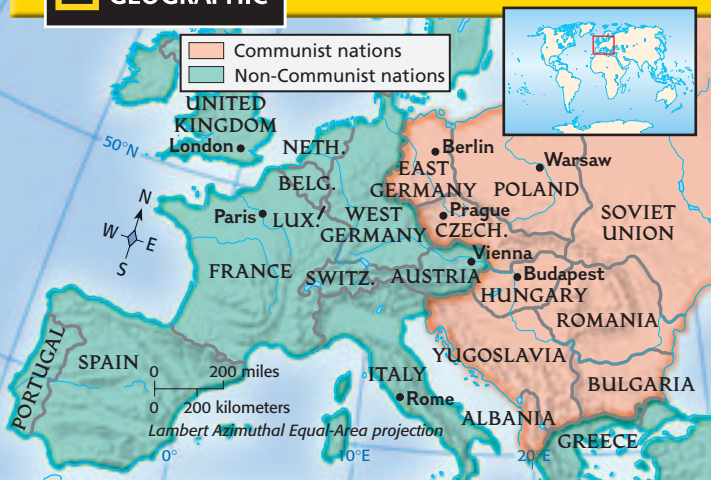 GEOGRAPHIC
Communist nations
Non-Communist nations
UNITED
KINGDOM
London
50°N
NETH.
BELG.
LUX.
Paris
WEST
GERMANY
EAST
GERMANY
Berlin
Warsaw
POLAND
Prague
CZECH.
SOVIET
UNION
N
W
E
S
FRANCE
SWITZ.
AUSTRIA
Vienna
Budapest
HUNGARY
ROMANIA
YUGOSLAVIA
BULGARIA
ITALY
Rome
ALBANIA
GREECE
PORTUGAL
SPAIN
0 200 miles
0 200 kilometers
Lambert Azimuthal Equal-Area projection
0°
10°E
20°E